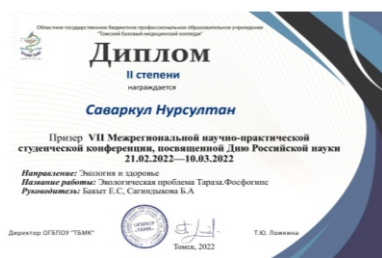 Областное государственное бюджетное профессиональное образовательное учреждение
"Томский базовый медицинский колледж"
Диплом
II степени
награждается
Саваркул Нурсултан
Призер VII Межрегиональной научно-практической
студенческой конференции, посвященной Дню Российской науки
21.02.2022—10.03.2022
Направление: Экология и здоровье
Название работы: Экологическая проблема Тараза.Фосфогипс
Руководитель: Бакыт Е.С, Сагиндыкова Б.А
Директор ОГБПОУ "ТБМК"
Т.Ю. Ложкина
Томск, 2022